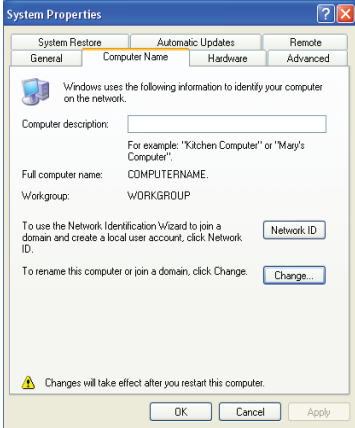 System Properties
System Restore Automatic Updates Remote
General Computer Name Hardware Advanced
Windows uses the following information to identify your computer
on the network.
Computer description:
For example: "Kitchen Computer" or "Mary's
Computer".
Full computer name: COMPUTERNAME.
Workgroup: WORKGROUP
To use the Network Identification Wizard to join a
domain and create a local user account, click Network
ID.
Network ID
To rename this computer or join a domain, click Change.
Change...
Changes will take effect after you restart this computer.
OK Cancel Apply